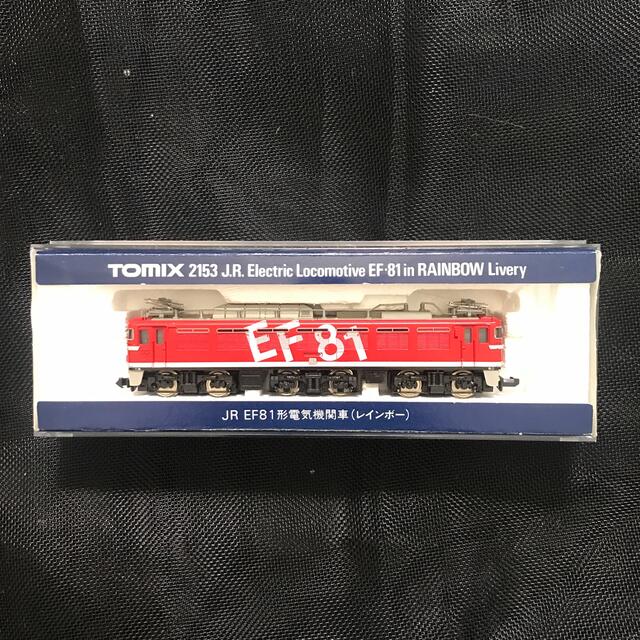 TOMIX 2153 J.R. Electric Locomotive EF·81 in RAINBOW Livery
EF 81
JR EF81形電気機関車(レインボー)